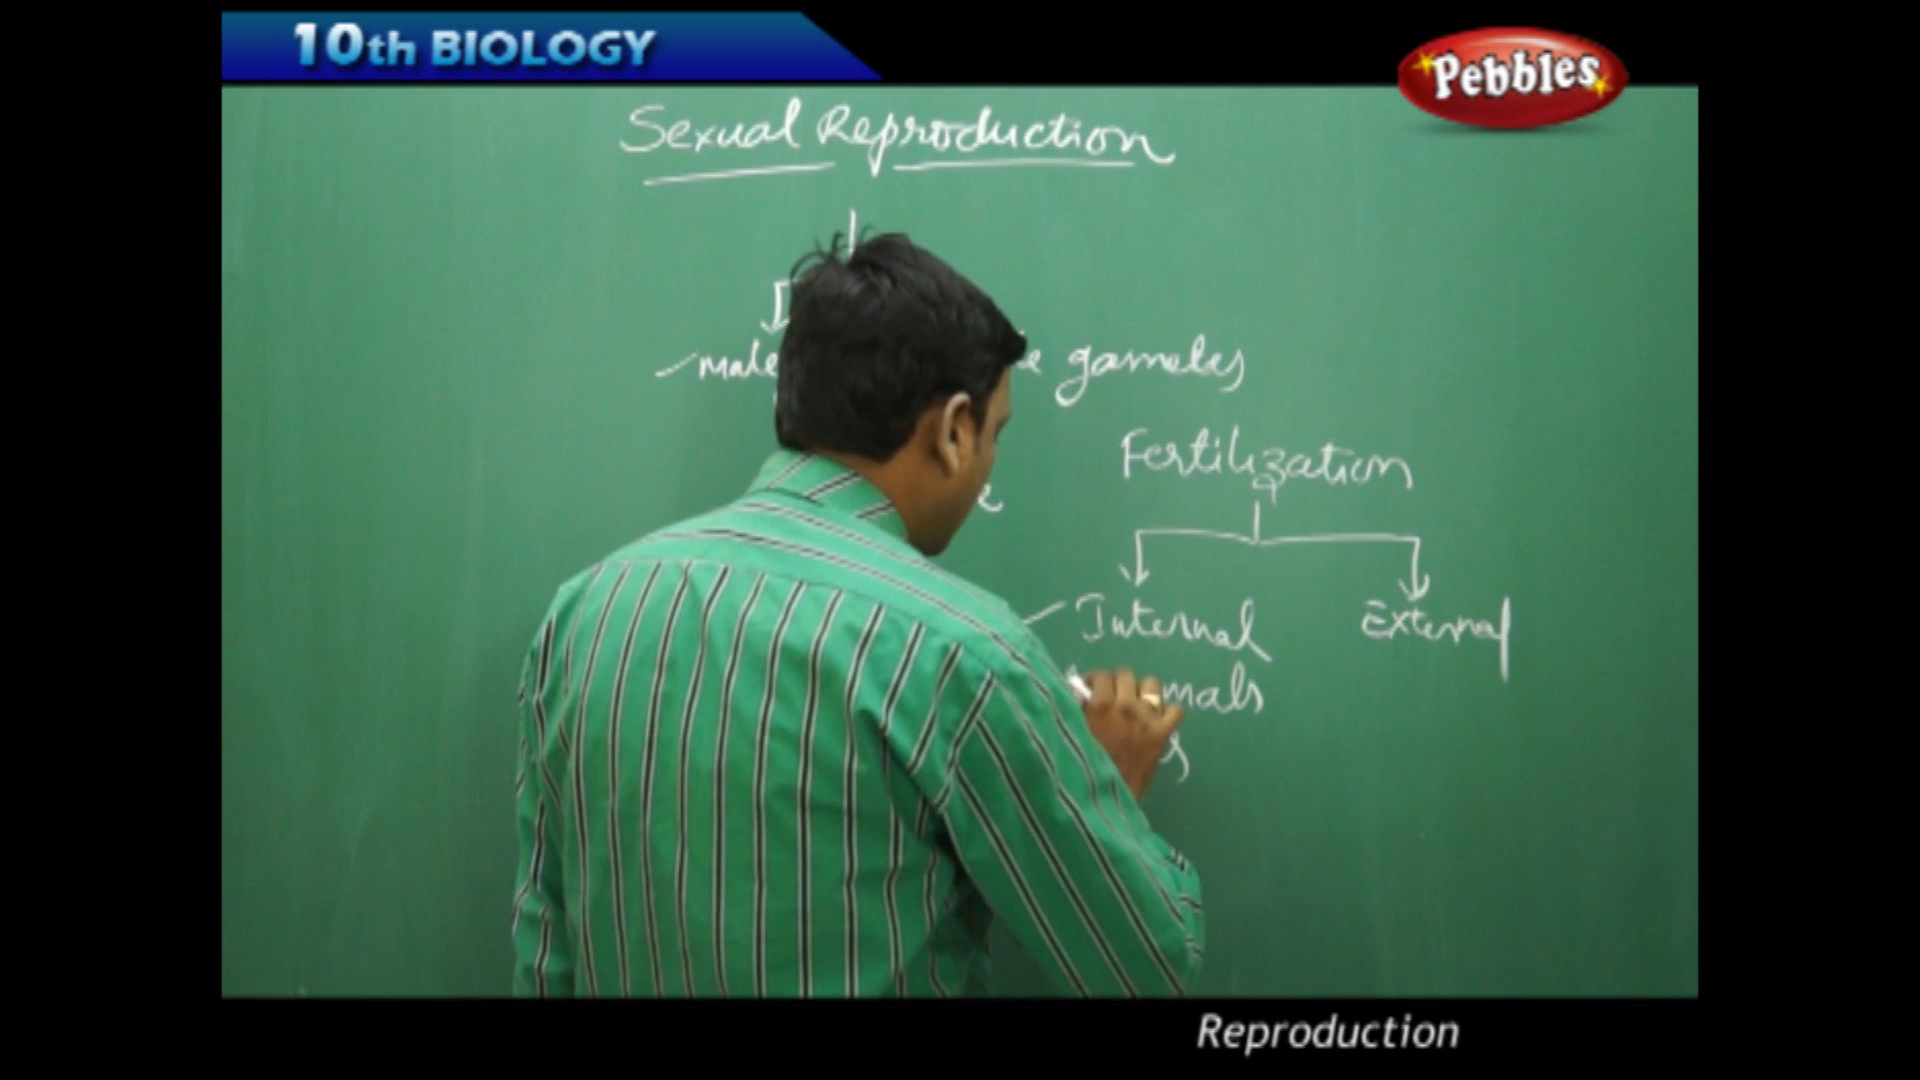 10th BIOLOGY
Pebbles
Sexual Reproduction
male gametes
Fertilization
Internal External
Reproduction